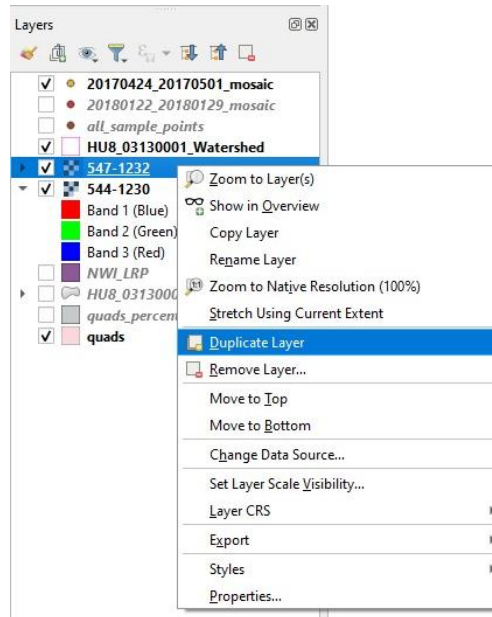 Layers
20170424_20170501_mosaic
20180122_20180129_mosaic
all_sample_points
HU8_03130001_Watershed
547-1232
544-1230
Band 1 (Blue)
Band 2 (Green)
Band 3 (Red)
NWI_LRP
HU8_0313000
quads_percen
quads
Zoom to Layer(s)
Show in Overview
Copy Layer
Rename Layer
Zoom to Native Resolution (100%)
Stretch Using Current Extent
Duplicate Layer
Remove Layer...
Move to Top
Move to Bottom
Change Data Source...
Set Layer Scale Visibility...
Layer CRS
Export
Styles
Properties...